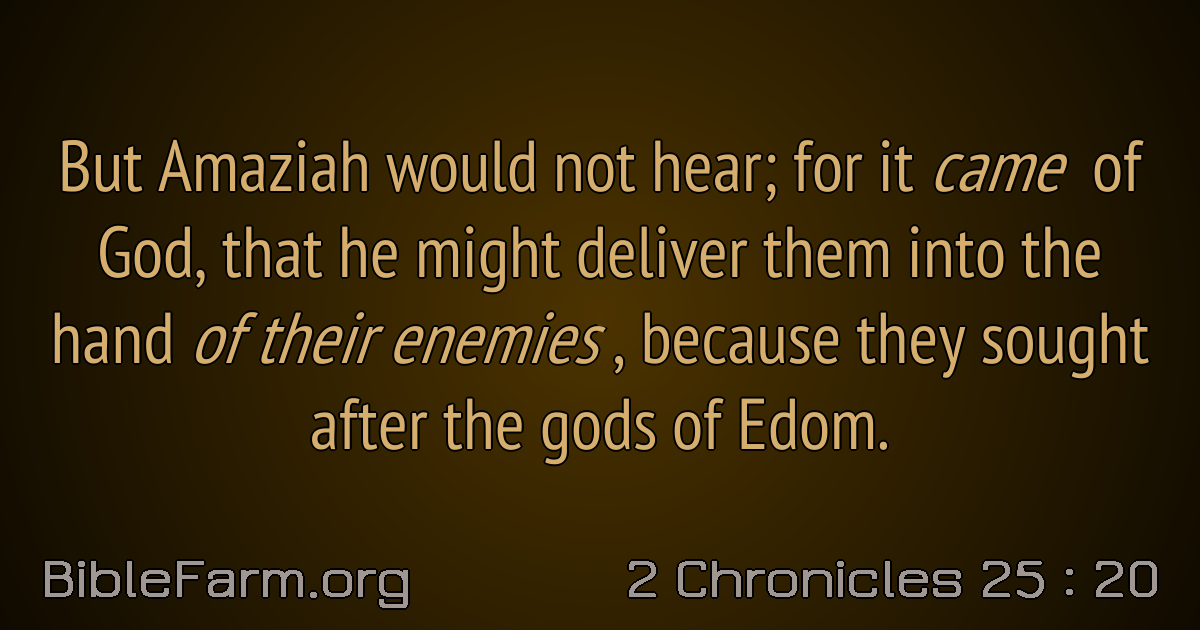 But Amaziah would not hear; for it came of
God, that he might deliver them into the
hand of their enemies , because they sought
after the gods of Edom.
BibleFarm.org
2 Chronicles 25 : 20